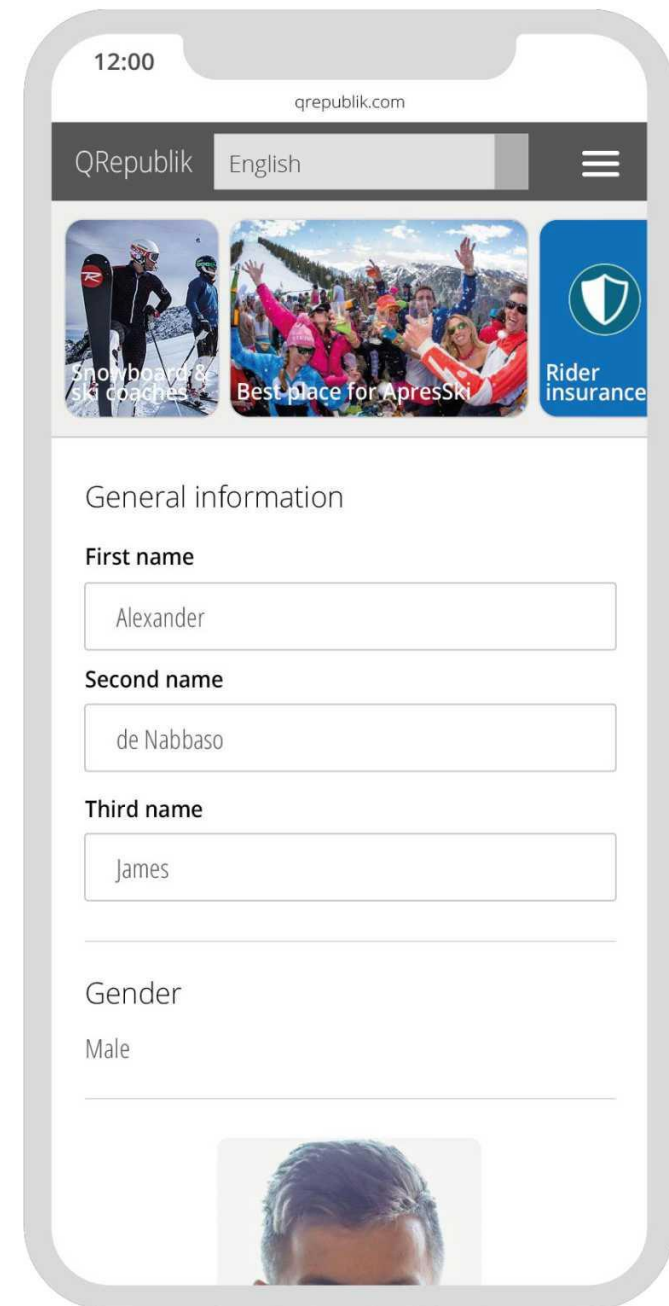 12:00
qrepublik.com
QRepublik English
Snowboard &
ski coaches
Best place for ApresSki
Rider
insurance
General information
First name
Alexander
Second name
de Nabbaso
Third name
James
Gender
Male